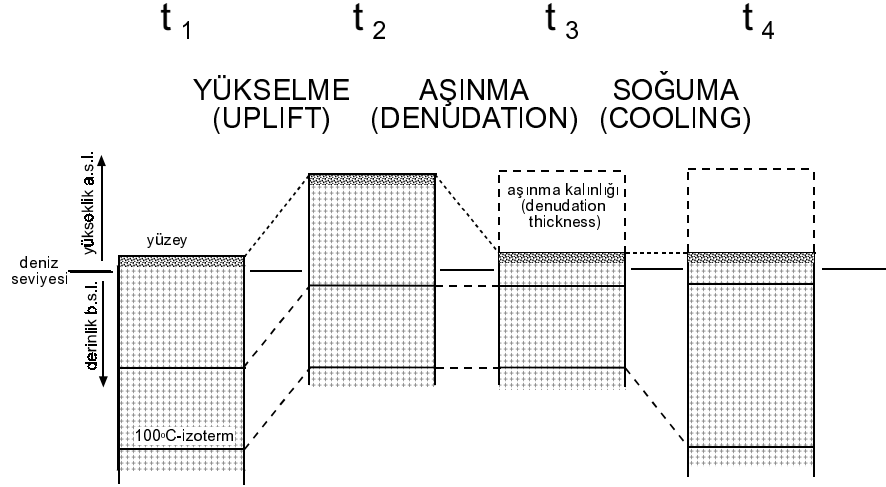 t 1
t 2
t 3
t 4
YÜKSELME
(UPLIFT)
AŞINMA
(DENUDATION)
SOĞUMA
(COOLING)
yükseklik a.s.l.
deniz
seviyesi
derinlik b.s.l.
yüzey
100°C-izoterm
aşınma kalınlığı
(denudation
thickness)